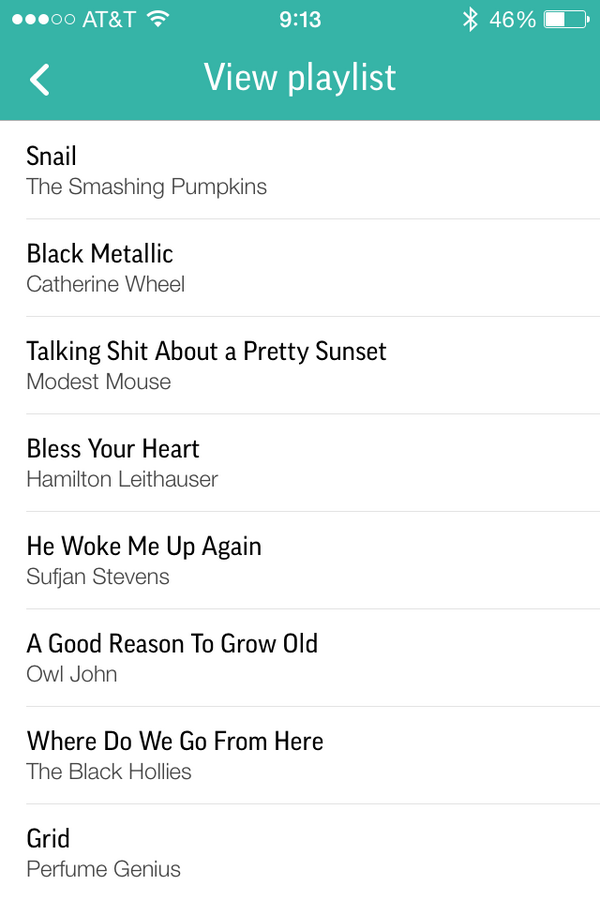 AT&T 9:13 46%
View playlist
Snail
The Smashing Pumpkins
Black Metallic
Catherine Wheel
Talking Shit About a Pretty Sunset
Modest Mouse
Bless Your Heart
Hamilton Leithauser
He Woke Me Up Again
Sufjan Stevens
A Good Reason To Grow Old
Owl John
Where Do We Go From Here
The Black Hollies
Grid
Perfume Genius